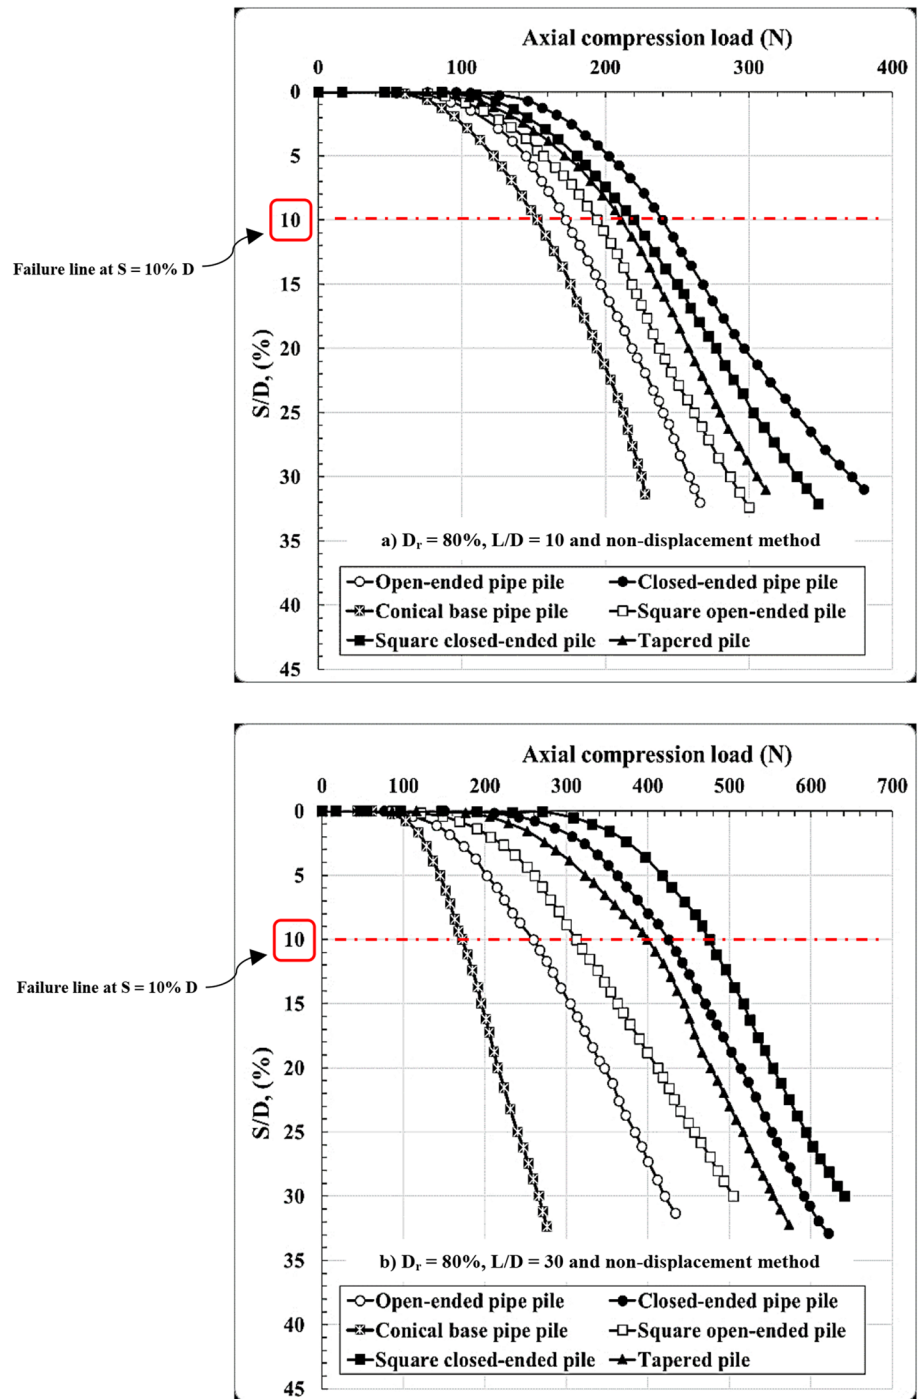 Axial compression load (N)
0 100 200 300 400
0
5
10
Failure line at S = 10% D
15
20
25
30
35
40
45
S/D, (%)
a) Dr = 80%, L/D = 10 and non-displacement method
Open-ended pipe pile Closed-ended pipe pile
Conical base pipe pile Square open-ended pile
Square closed-ended pile Tapered pile
Axial compression load (N)
0 100 200 300 400 500 600 700
0
5
10
Failure line at S = 10% D
15
20
25
30
35
40
45
S/D, (%)
b) Dr = 80%, L/D = 30 and non-displacement method
Open-ended pipe pile Closed-ended pipe pile
Conical base pipe pile Square open-ended pile
Square closed-ended pile Tapered pile